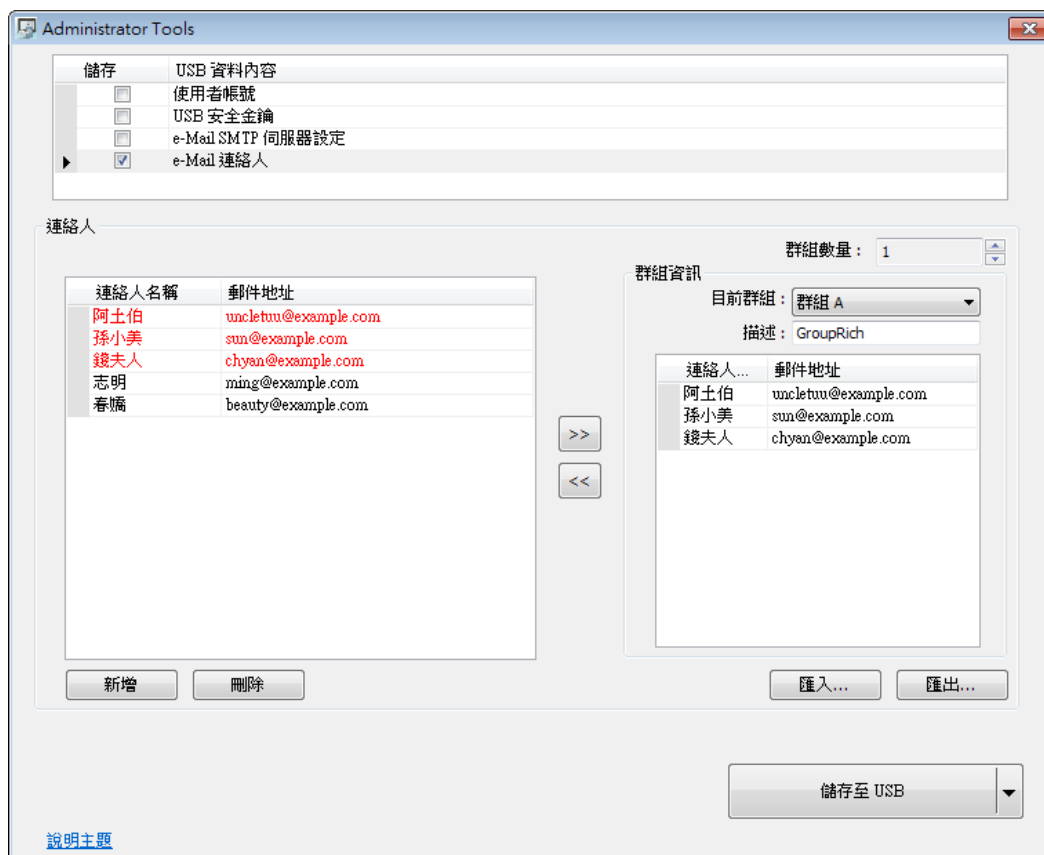 Administrator Tools
儲存 USB 資料內容
使用者帳號
USB 安全金鑰
e-Mail SMTP 伺服器設定
e-Mail 連絡人
連絡人
群組數量： 1
群組資訊
目前群組： 群組 A
描述： GroupRich
連絡人名稱 郵件地址
阿土伯 uncletuu@example.com
孫小美 sun@example.com
錢夫人 chyan@example.com
志明 ming@example.com
春嬌 beauty@example.com
>>
<<
連絡人... 郵件地址
阿土伯 uncletuu@example.com
孫小美 sun@example.com
錢夫人 chyan@example.com
新增 刪除
匯入... 匯出...
儲存至 USB
說明主題